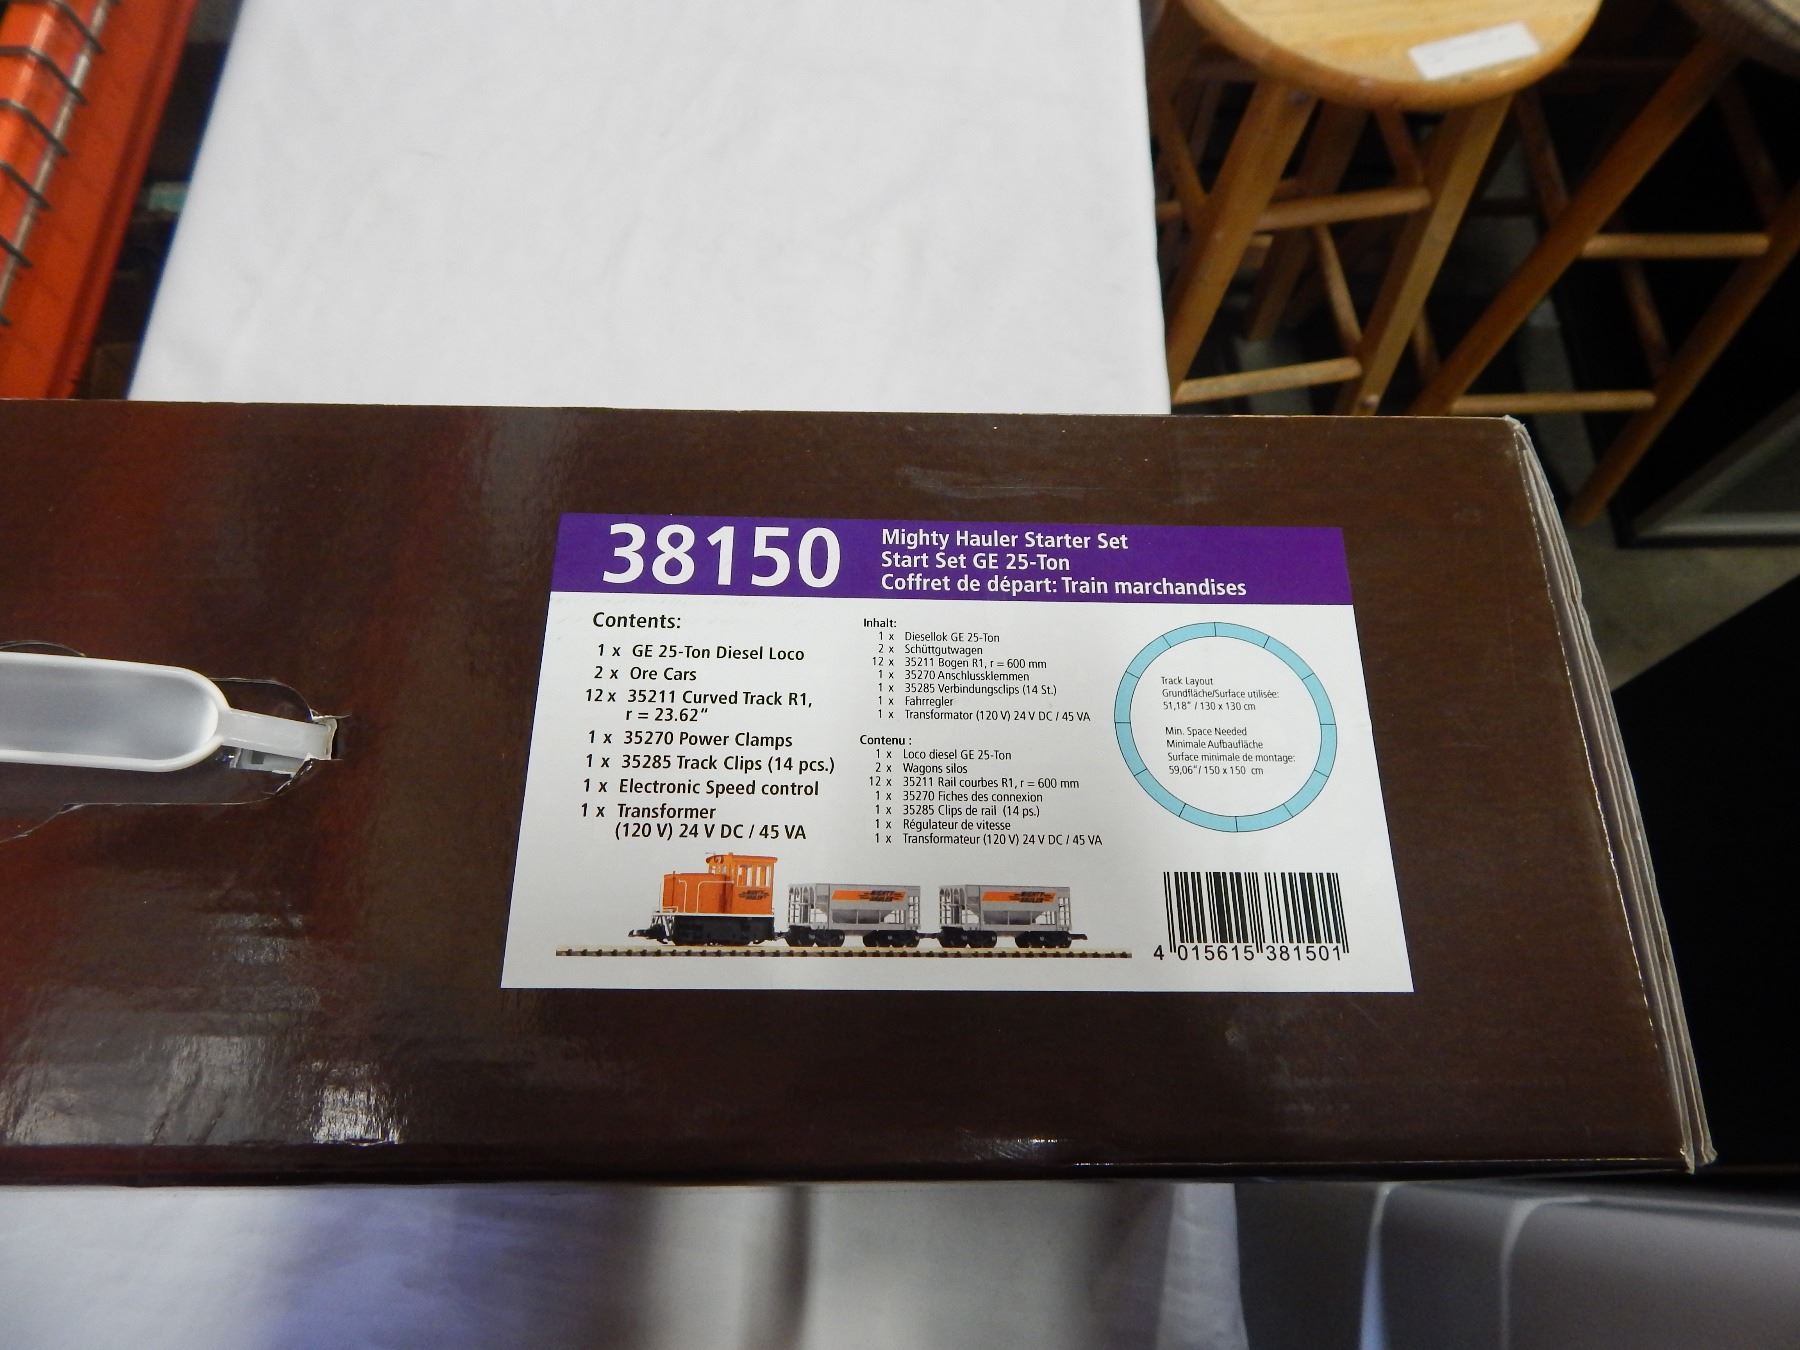 38150
Mighty Hauler Starter Set
Start Set GE 25-Ton
Coffret de départ: Train marchandises
Contents:
1 x GE 25-Ton Diesel Loco
2 x Ore Cars
12 x 35211 Curved Track R1,
r = 23.62“
1 x 35270 Power Clamps
1 x 35285 Track Clips (14 pcs.)
1 x Electronic Speed control
1 x Transformer
(120 V) 24 V DC / 45 VA
Inhalt:
1 x Diesellok GE 25-Ton
2 x Schüttgutwagen
12 x 35211 Bogen R1, r = 600 mm
1 x 35270 Anschlussklemmen
1 x 35285 Verbindungsclips (14 St.)
1 x Fahrregler
1 x Transformator (120 V) 24 V DC / 45 VA
Contenu :
1 x Loco diesel GE 25-Ton
2 x Wagons silos
12 x 35211 Rail courbes R1, r = 600 mm
1 x 35270 Fiches des connexion
1 x 35285 Clips de rail (14 ps.)
1 x Régulateur de vitesse
1 x Transformateur (120 V) 24 V DC / 45 VA
Track Layout
Grundfläche/Surface utilisée:
51,18" / 130 x 130 cm
Min. Space Needed
Minimale Aufbaufläche
Surface minimale de montage:
59,06"/ 150 x 150 cm
MIGHTY HAULER
MIGHTY HAULER
MIGHTY HAULER
4 015615 381501